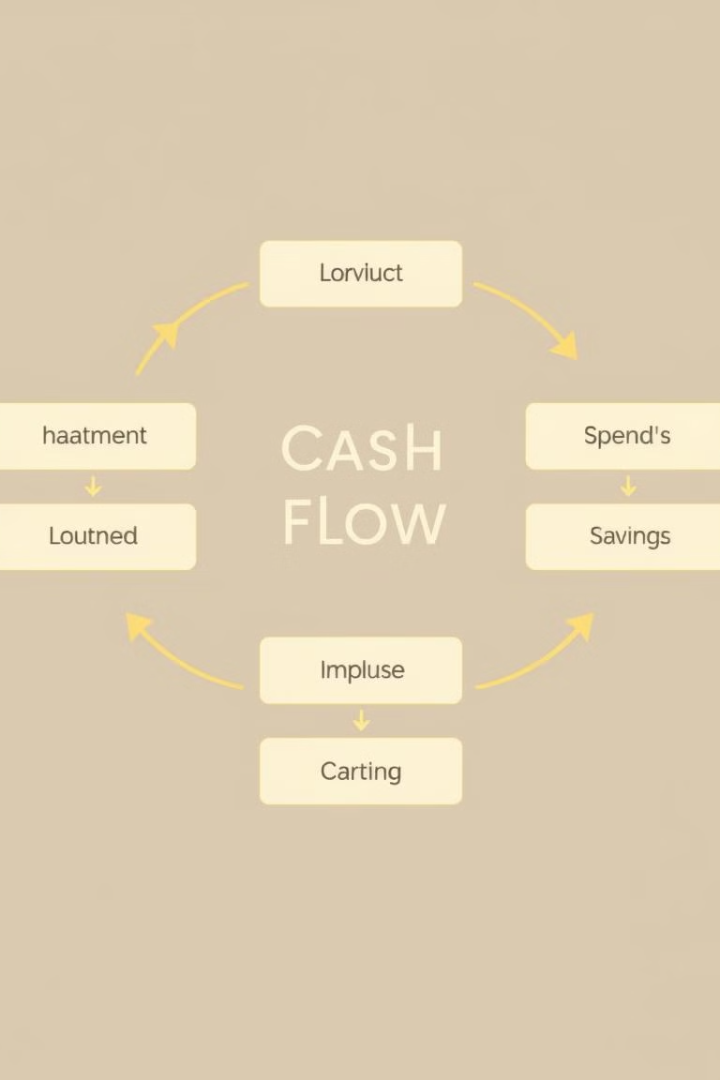 Lorviuct
haatment
Spend's
CASH
FLOW
Loutned
Savings
Impluse
Carting